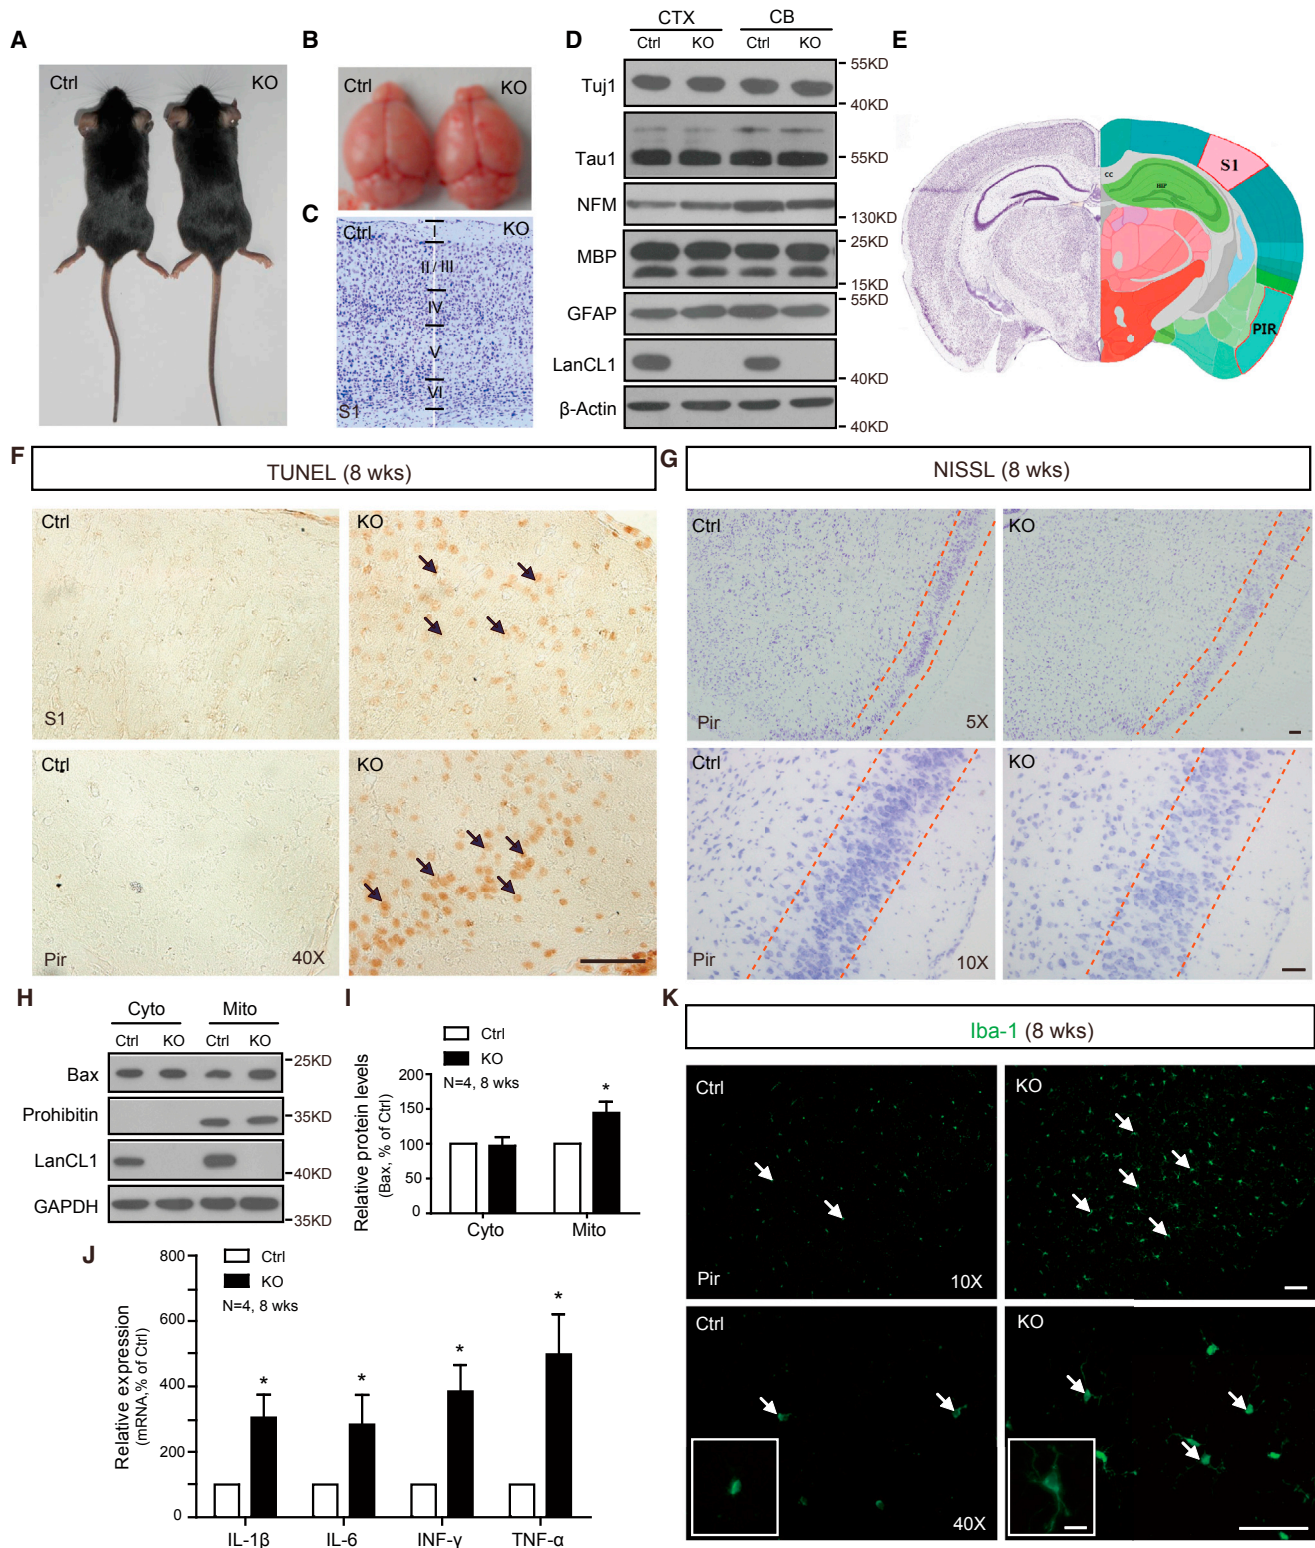 A
Ctrl
KO
B
Ctrl
KO
C
Ctrl
KO
I
II / III
IV
V
VI
S1
D
CTX
CB
Ctrl
KO
Ctrl
KO
Tuj1
55KD
40KD
Tau1
55KD
NFM
130KD
MBP
25KD
15KD
GFAP
55KD
LanCL1
40KD
β-Actin
40KD
E
S1
CC
HIP
PIR
F
TUNEL (8 wks)
Ctrl
S1
KO
Ctrl
Pir
40X
KO
G
NISSL (8 wks)
Ctrl
Pir
5X
KO
Ctrl
Pir
10X
KO
H
Cyto
Mito
Ctrl
KO
Ctrl
KO
Bax
25KD
Prohibitin
35KD
LanCL1
40KD
GAPDH
35KD
I
Ctrl
KO
N=4, 8 wks
Relative protein levels
(Bax, % of Ctrl)
200
150
100
50
0
*
Cyto
Mito
J
Ctrl
KO
N=4, 8 wks
Relative expression
(mRNA,% of Ctrl)
800
600
400
200
0
*
*
*
*
IL-1β
IL-6
INF-γ
TNF-α
K
Iba-1 (8 wks)
Ctrl
Pir
10X
KO
Ctrl
40X
KO